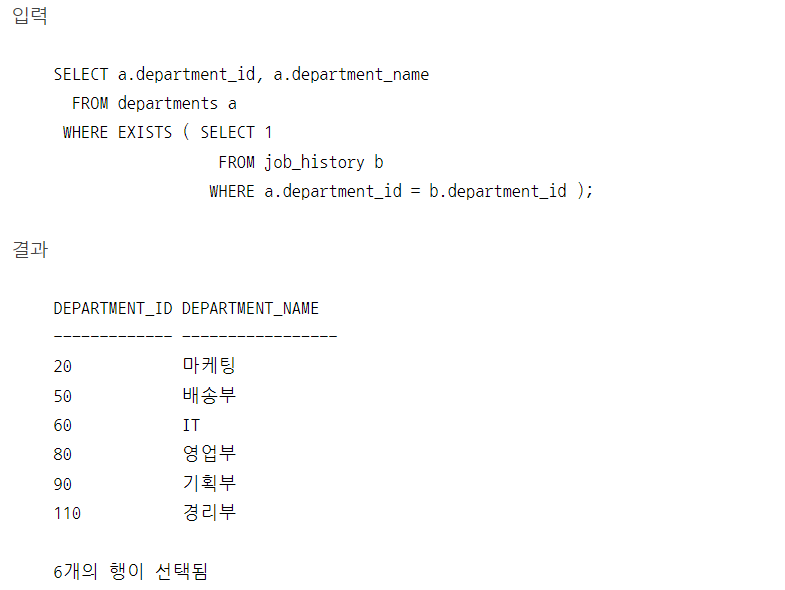 입력
SELECT a.department_id, a.department_name
FROM departments a
WHERE EXISTS ( SELECT 1
FROM job_history b
WHERE a.department_id = b.department_id );
결과
DEPARTMENT_ID DEPARTMENT_NAME
------------- -----------------
20 마케팅
50 배송부
60 IT
80 영업부
90 기획부
110 경리부
6개의 행이 선택됨